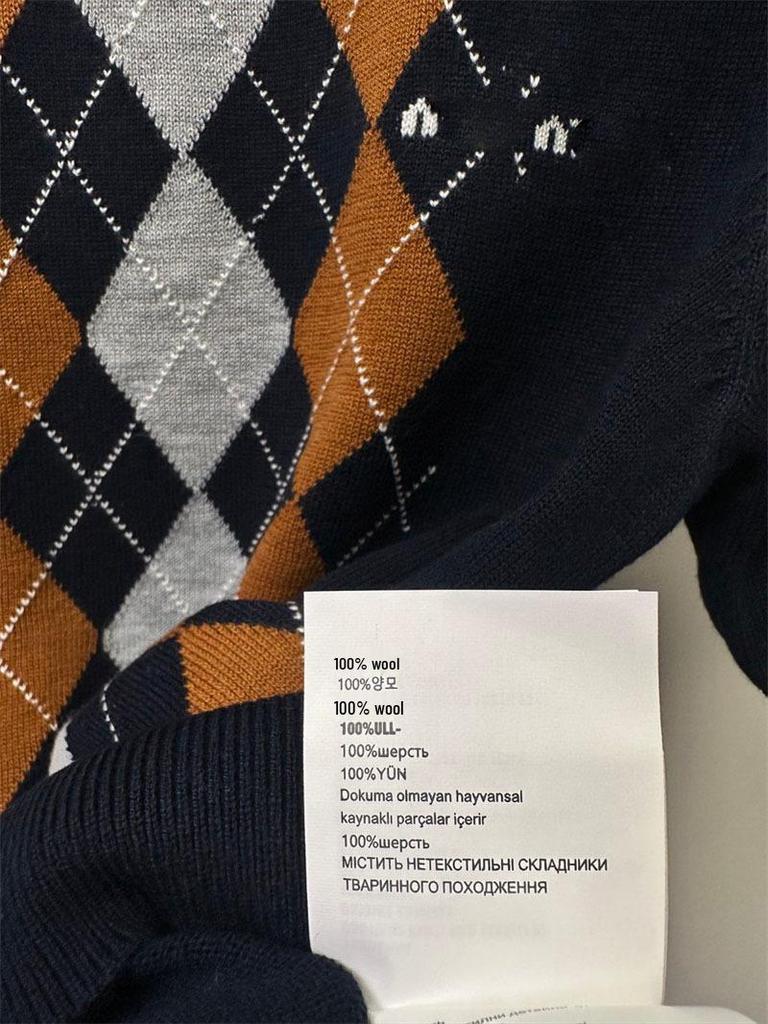 100% wool
100%양모
100% wool
100%ULL-
100%шерсть
100%YÜN
Dokuma olmayan hayvansal
kaynaklı parçalar içerir
100%шерсть
МІСТИТЬ НЕТЕКСТИЛЬНІ СКЛАДНИКИ
ТВАРИННОГО ПОХОДЖЕННЯ